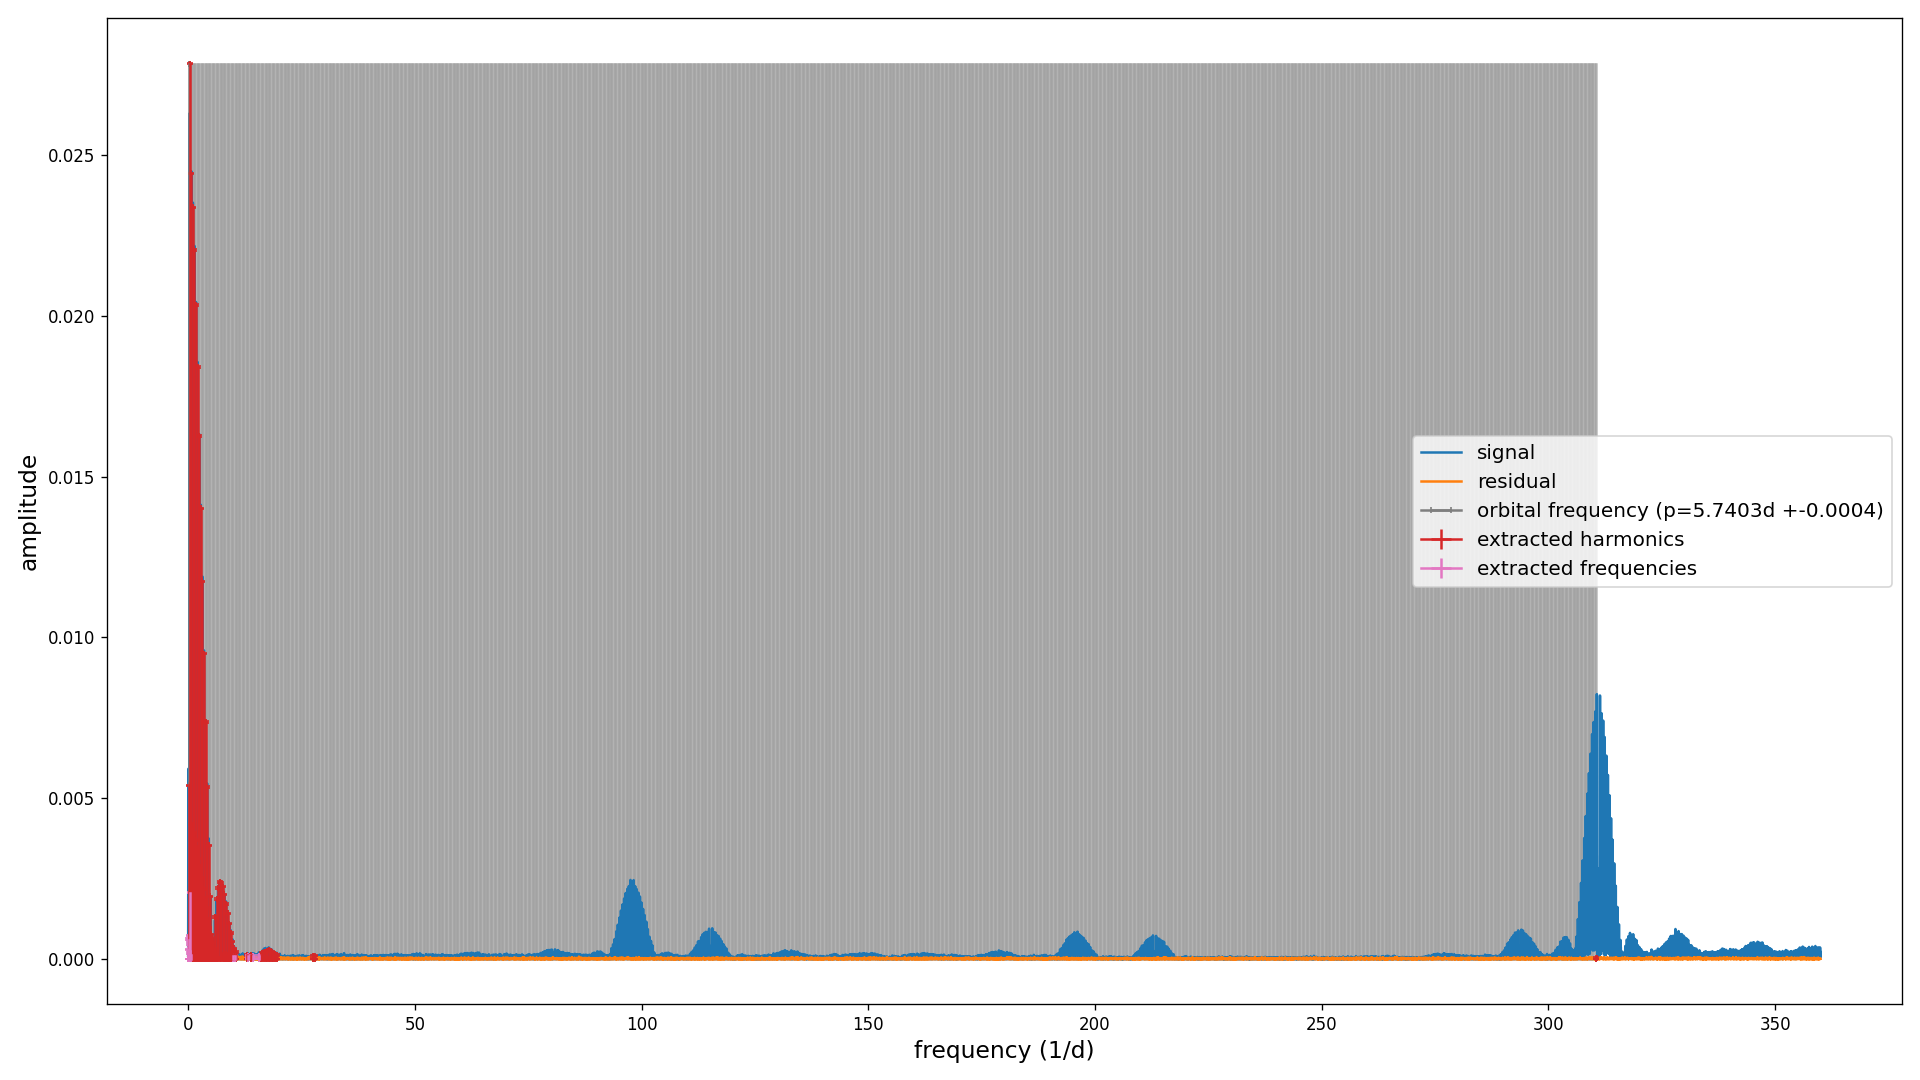 0.025
0.020
0.015
0.010
0.005
0.000
amplitude
signal
residual
orbital frequency (p=5.7403d +-0.0004)
extracted harmonics
extracted frequencies
0 50 100 150 200 250 300 350
frequency (1/d)